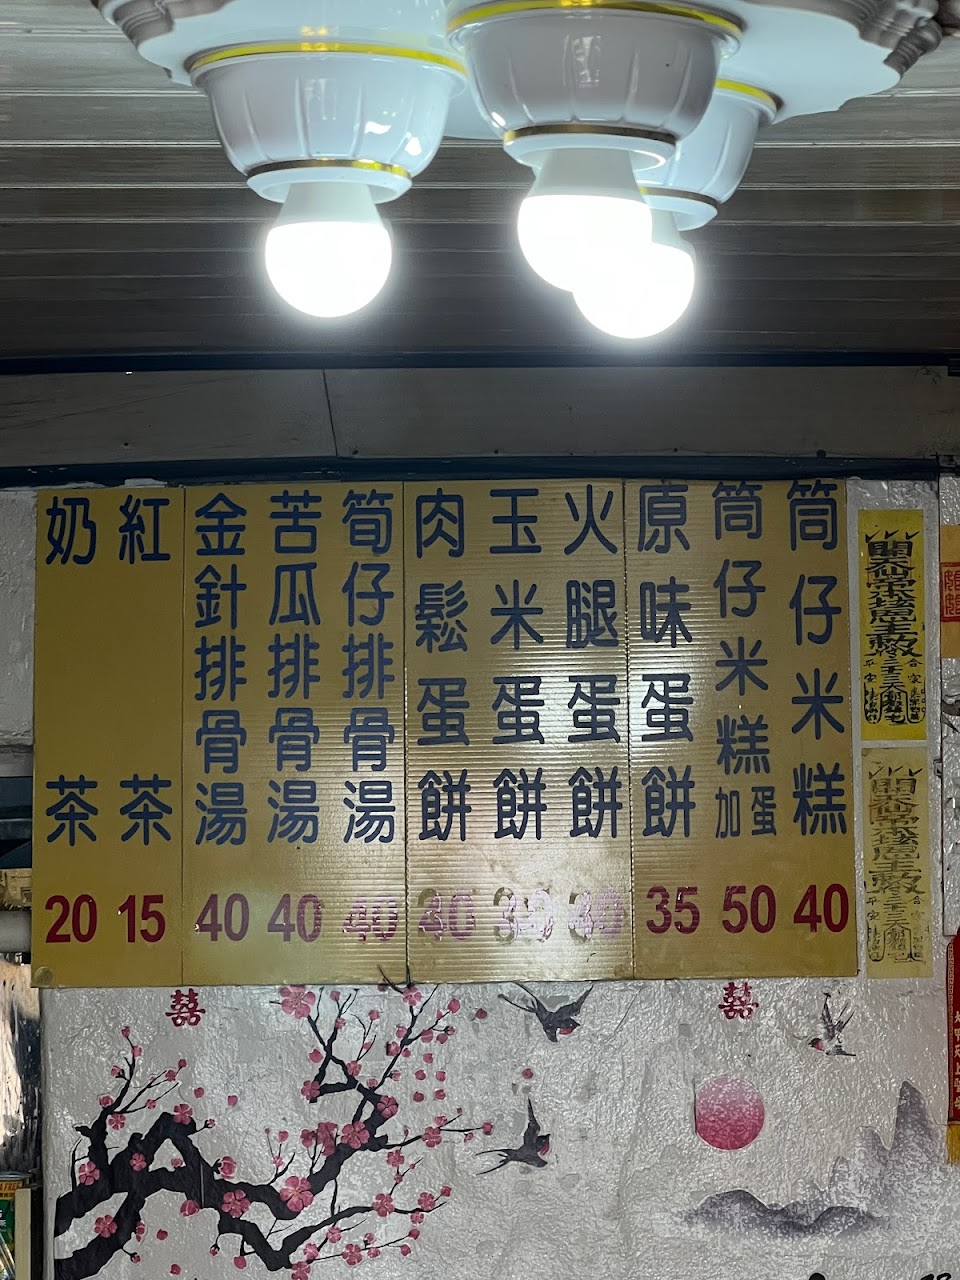 筒仔米糕 40
筒仔米糕加蛋 50
原味蛋餅 35
火腿蛋餅
玉米蛋餅
肉鬆蛋餅
筍仔排骨湯 40
苦瓜排骨湯 40
金針排骨湯 40
紅茶 15
奶茶 20
囍
囍